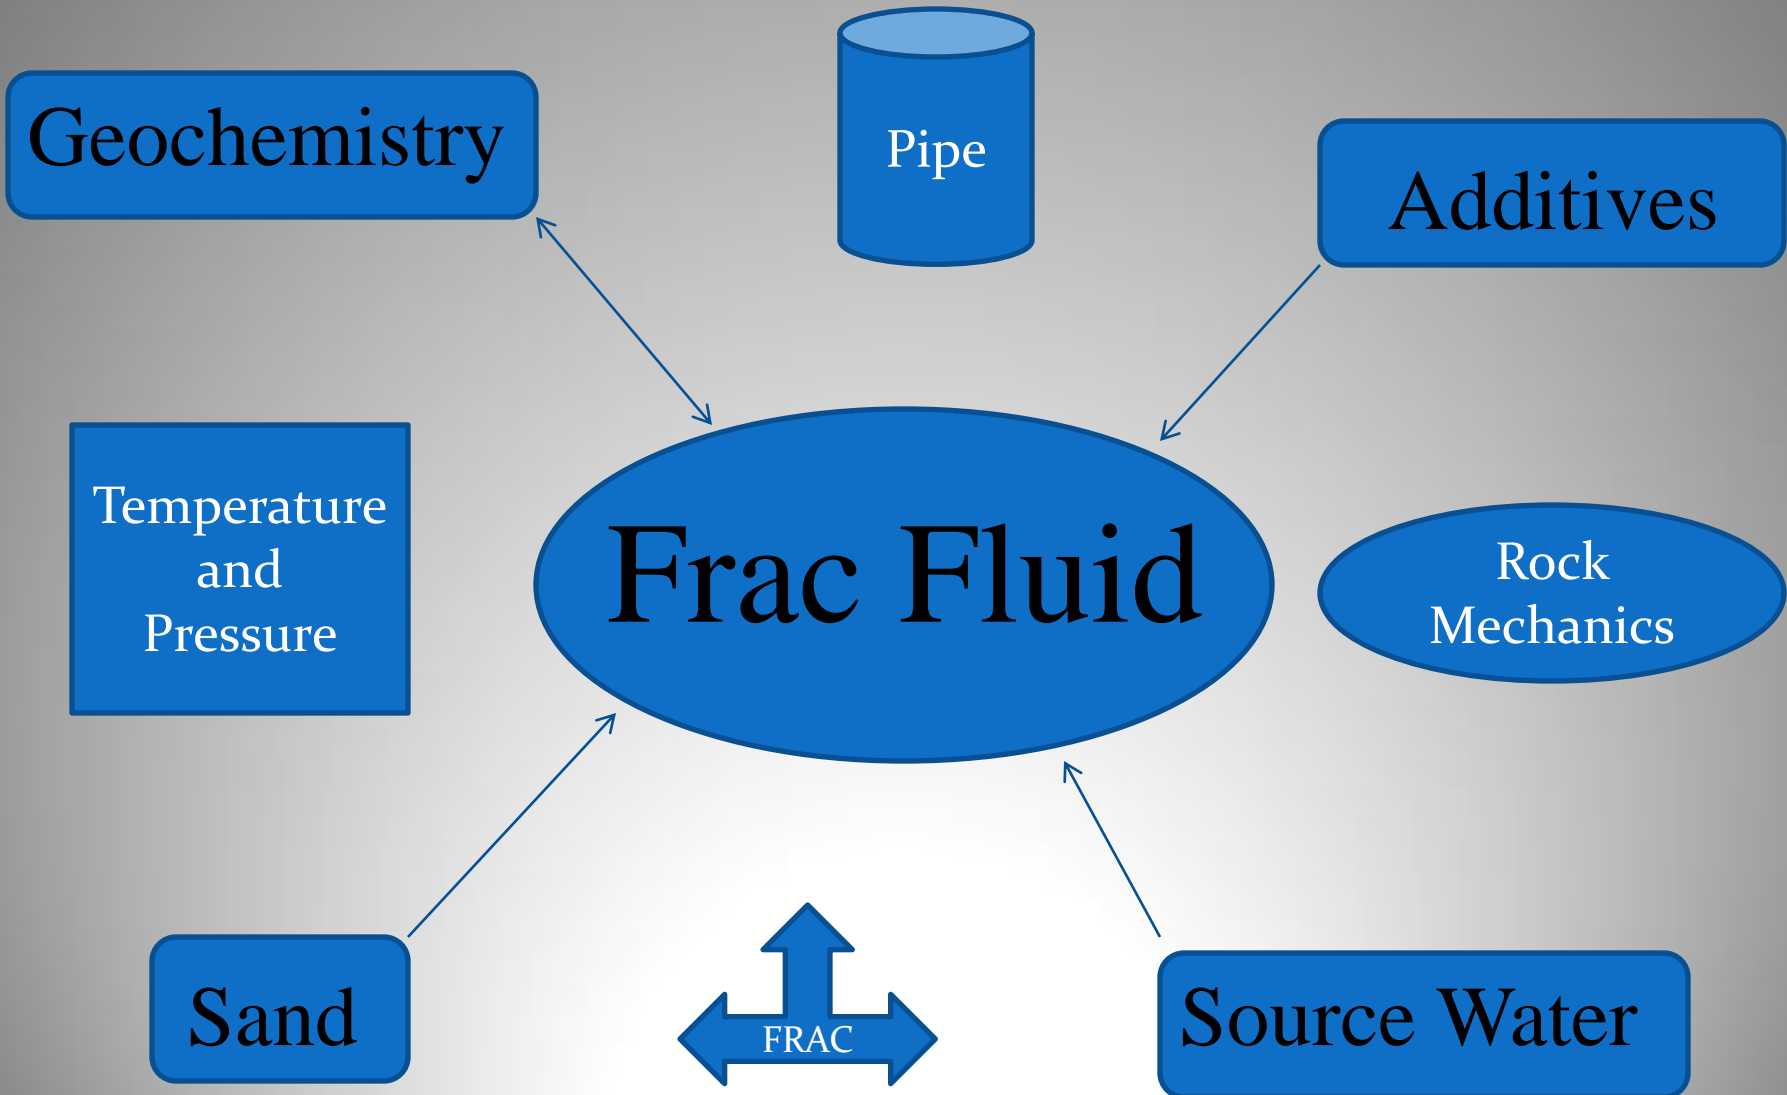 Geochemistry
Pipe
Additives
Temperature
and
Pressure
Frac Fluid
Rock
Mechanics
Sand
FRAC
Source Water